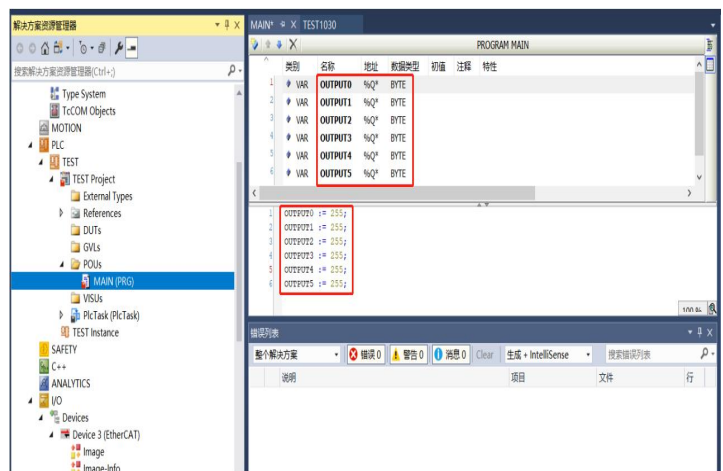 解决方案资源管理器
搜索解决方案资源管理器(Ctrl+;)
Type System
TcCOM Objects
MOTION
PLC
TEST
TEST Project
External Types
References
DUTs
GVLs
POUs
MAIN (PRG)
VISUs
PlcTask (PlcTask)
TEST Instance
SAFETY
C++
ANALYTICS
I/O
Devices
Device 3 (EtherCAT)
Image
Image-Info
MAIN* TEST1030
PROGRAM MAIN
类别 名称 地址 数据类型 初值 注释 特性
1 VAR OUTPUT0 %Q* BYTE
2 VAR OUTPUT1 %Q* BYTE
3 VAR OUTPUT2 %Q* BYTE
4 VAR OUTPUT3 %Q* BYTE
5 VAR OUTPUT4 %Q* BYTE
6 VAR OUTPUT5 %Q* BYTE
1 OUTPUT0 := 255;
2 OUTPUT1 := 255;
3 OUTPUT2 := 255;
4 OUTPUT3 := 255;
5 OUTPUT4 := 255;
6 OUTPUT5 := 255;
100 %
错误列表
整个解决方案 错误 0 警告 0 消息 0 Clear 生成 + IntelliSense 搜索错误列表
说明 项目 文件 行